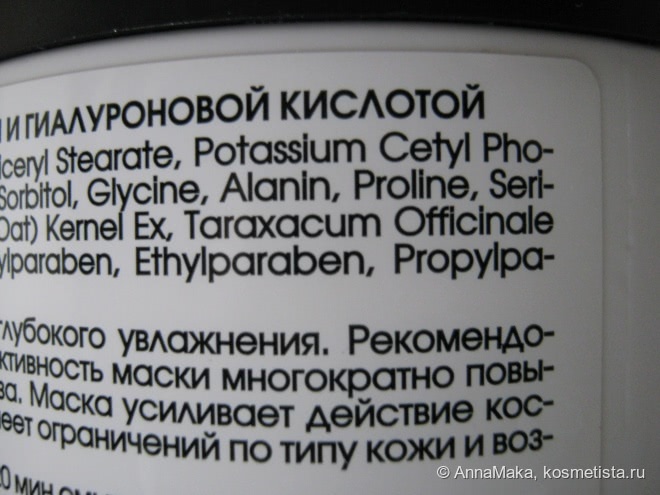 И ГИАЛУРОНОВОЙ КИСЛОТОЙ
lceryl Stearate, Potassium Cetyl Pho-
Sorbitol, Glycine, Alanin, Proline, Seri-
Oat) Kernel Ex, Taraxacum Officinale
ylparaben, Ethylparaben, Propylpa-
глубокого увлажнения. Рекомендо-
ктивность маски многократно повы-
ва. Маска усиливает действие кос-
еет ограничений по типу кожи и воз-
20 мин
© AnnaMaka, kosmetista.ru